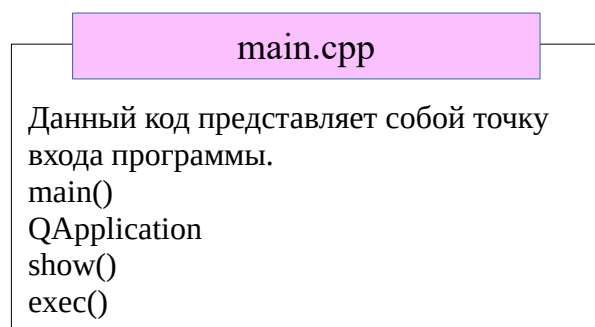 main.cpp
Данный код представляет собой точку
входа программы.
main()
QApplication
show()
exec()